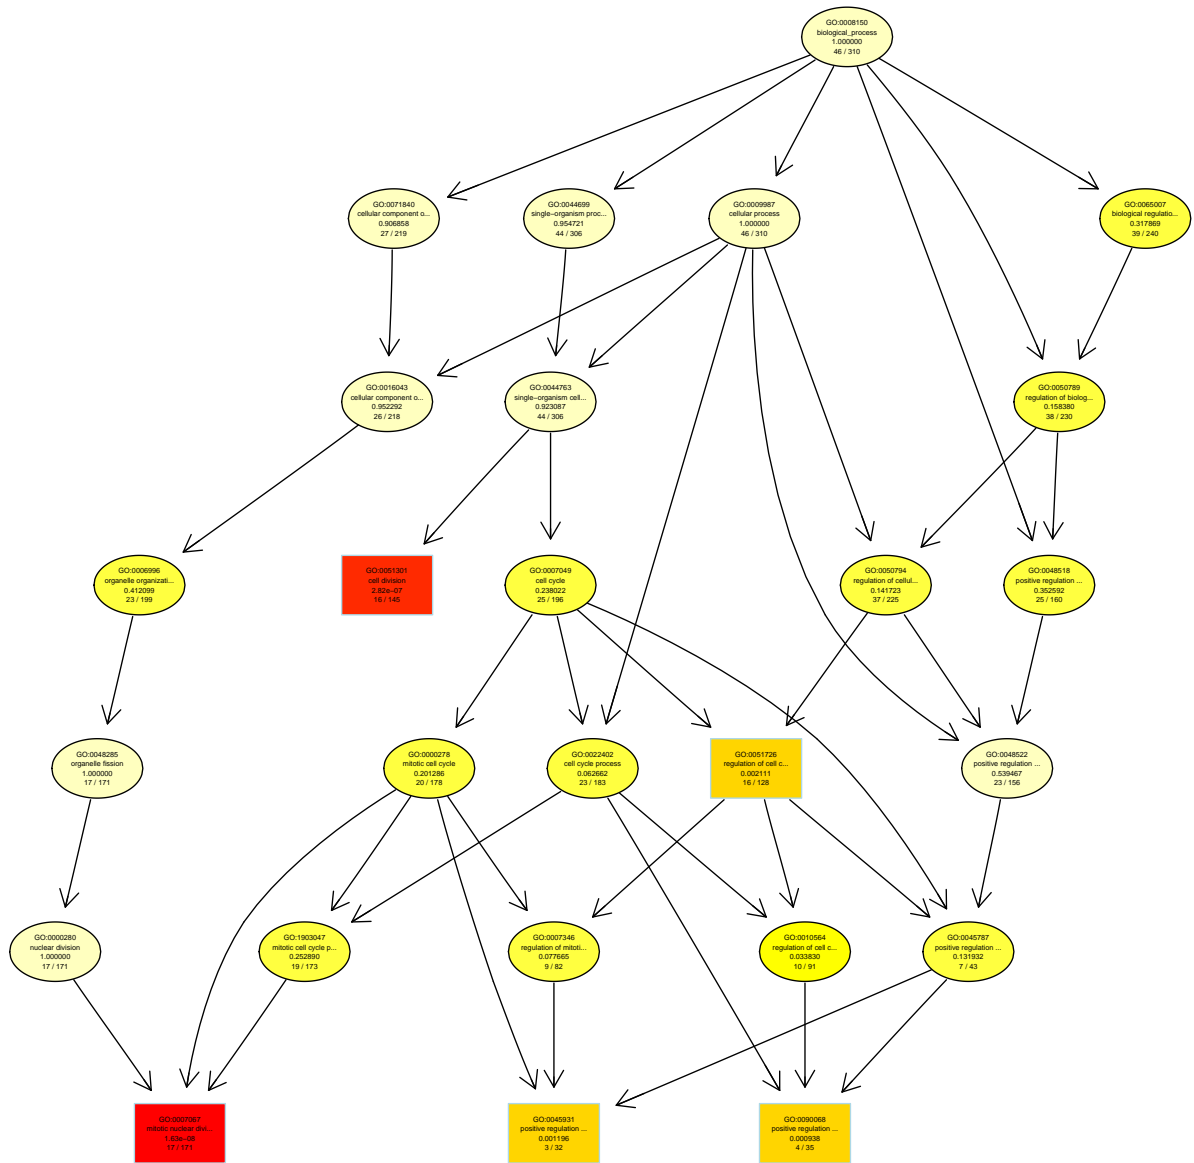 GO:0008150
biological_process
1.000000
46 / 310
GO:0071840
cellular component o...
0.906858
27 / 219
GO:0044699
single−organism proc...
0.954721
44 / 306
GO:0009987
cellular process
1.000000
46 / 310
GO:0065007
biological regulatio...
0.317869
39 / 240
GO:0016043
cellular component o...
0.952292
26 / 218
GO:0044763
single−organism cell...
0.923087
44 / 306
GO:0050789
regulation of biolog...
0.158380
38 / 230
GO:0006996
organelle organizati...
0.412099
23 / 199
GO:0051301
cell division
2.82e−07
16 / 145
GO:0007049
cell cycle
0.238022
25 / 196
GO:0050794
regulation of cellul...
0.141723
37 / 225
GO:0048518
positive regulation ...
0.352592
25 / 160
GO:0048285
organelle fission
1.000000
17 / 171
GO:0000278
mitotic cell cycle
0.201286
20 / 178
GO:0022402
cell cycle process
0.062662
23 / 183
GO:0051726
regulation of cell c...
0.002111
16 / 128
GO:0048522
positive regulation ...
0.539467
23 / 156
GO:0000280
nuclear division
1.000000
17 / 171
GO:1903047
mitotic cell cycle p...
0.252890
19 / 173
GO:0007346
regulation of mitoti...
0.077665
9 / 82
GO:0010564
regulation of cell c...
0.033830
10 / 91
GO:0045787
positive regulation ...
0.131932
7 / 43
GO:0007067
mitotic nuclear divi...
1.63e−08
17 / 171
GO:0045931
positive regulation ...
0.001196
3 / 32
GO:0090068
positive regulation ...
0.000938
4 / 35